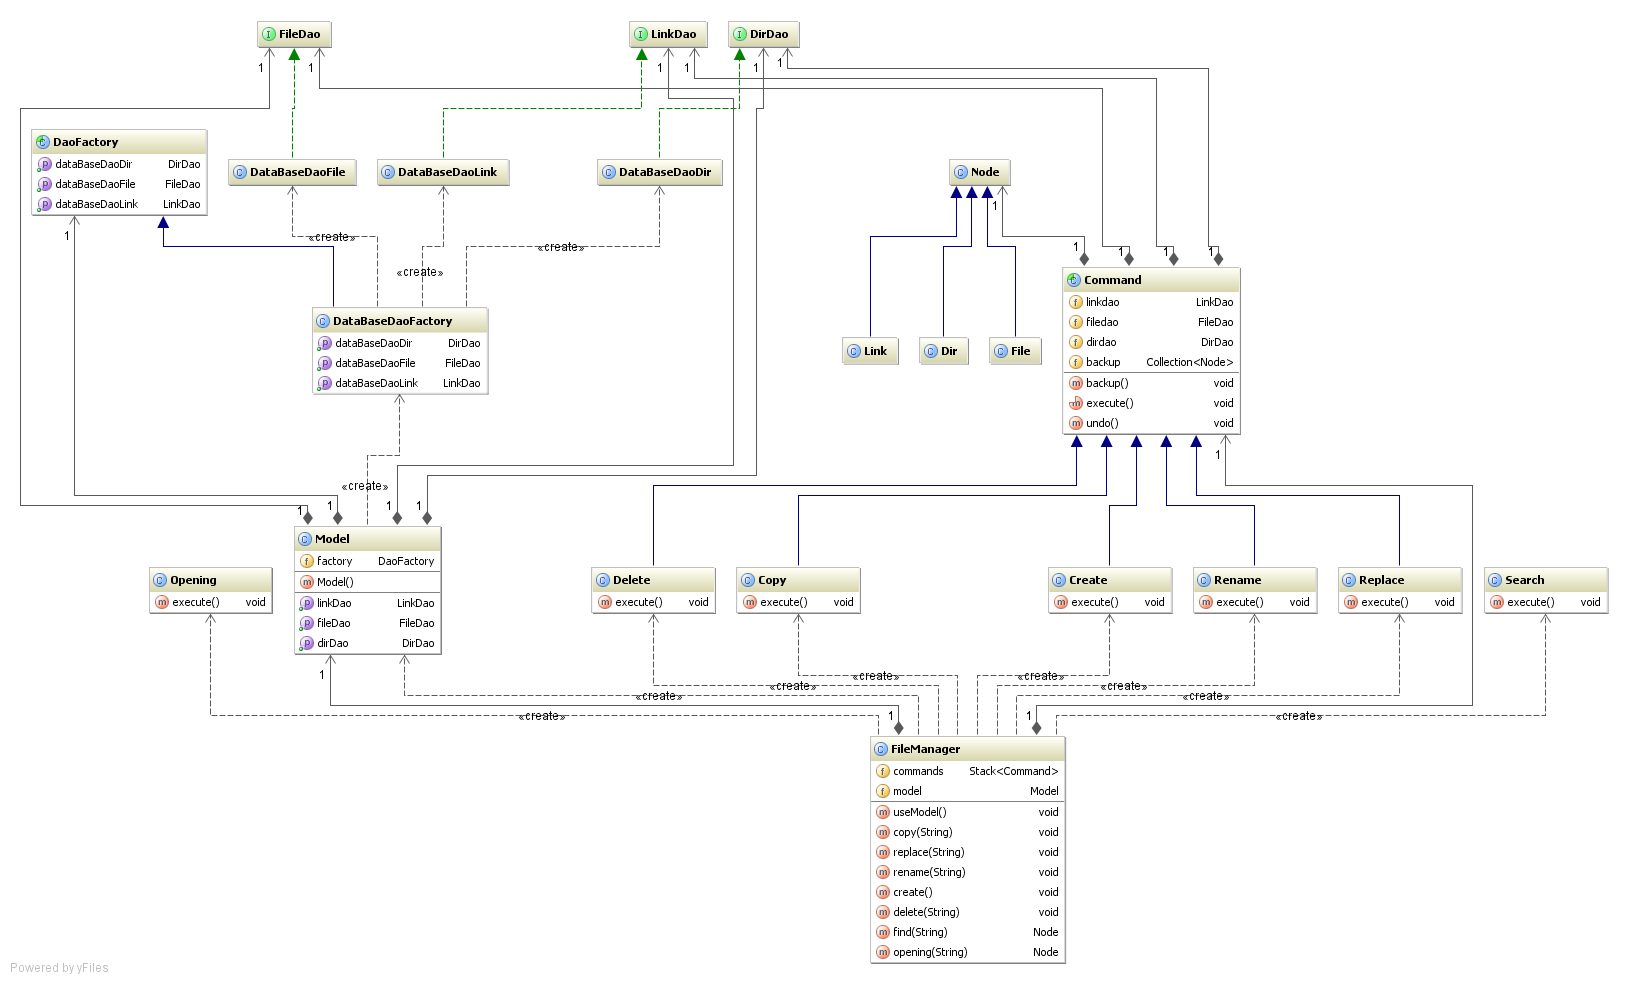 FileDao
LinkDao
DirDao
1
1
1
1
1
1
DaoFactory
dataBaseDaoDir DirDao
dataBaseDaoFile FileDao
dataBaseDaoLink LinkDao
DataBaseDaoFile
DataBaseDaoLink
DataBaseDaoDir
Node
1
1
«create»
«create»
«create»
1
1
1
1
Command
linkdao LinkDao
filedao FileDao
dirdao DirDao
backup Collection<Node>
backup() void
execute() void
undo() void
DataBaseDaoFactory
dataBaseDaoDir DirDao
dataBaseDaoFile FileDao
dataBaseDaoLink LinkDao
Link
Dir
File
1
«create»
1
1
1
1
Model
factory DaoFactory
Model()
linkDao LinkDao
fileDao FileDao
dirDao DirDao
Opening
execute() void
Delete
execute() void
Copy
execute() void
Create
execute() void
Rename
execute() void
Replace
execute() void
Search
execute() void
1
«create»
«create»
«create»
«create»
«create»
«create»
«create»
«create»
1
1
FileManager
commands Stack<Command>
model Model
useModel() void
copy(String) void
replace(String) void
rename(String) void
create() void
delete(String) void
find(String) Node
opening(String) Node
Powered by yFiles